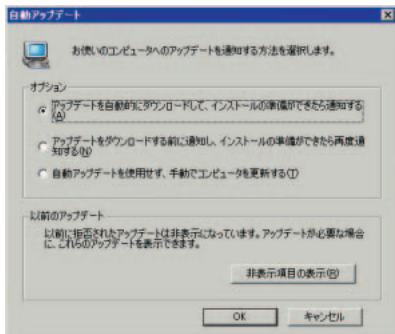 自動アップデート
お使いのコンピュータへのアップデートを通知する方法を選択します。
オプション
アップデートを自動的にダウンロードして、インストールの準備ができたら通知する
(A)
アップデートをダウンロードする前に通知し、インストールの準備ができたら再度通
知する(N)
自動アップデートを使用せず、手動でコンピュータを更新する(T)
以前のアップデート
以前に拒否されたアップデートは非表示になっています。アップデートが必要な場合
に、これらのアップデートを表示できます。
非表示項目の表示(R)
OK
キャンセル